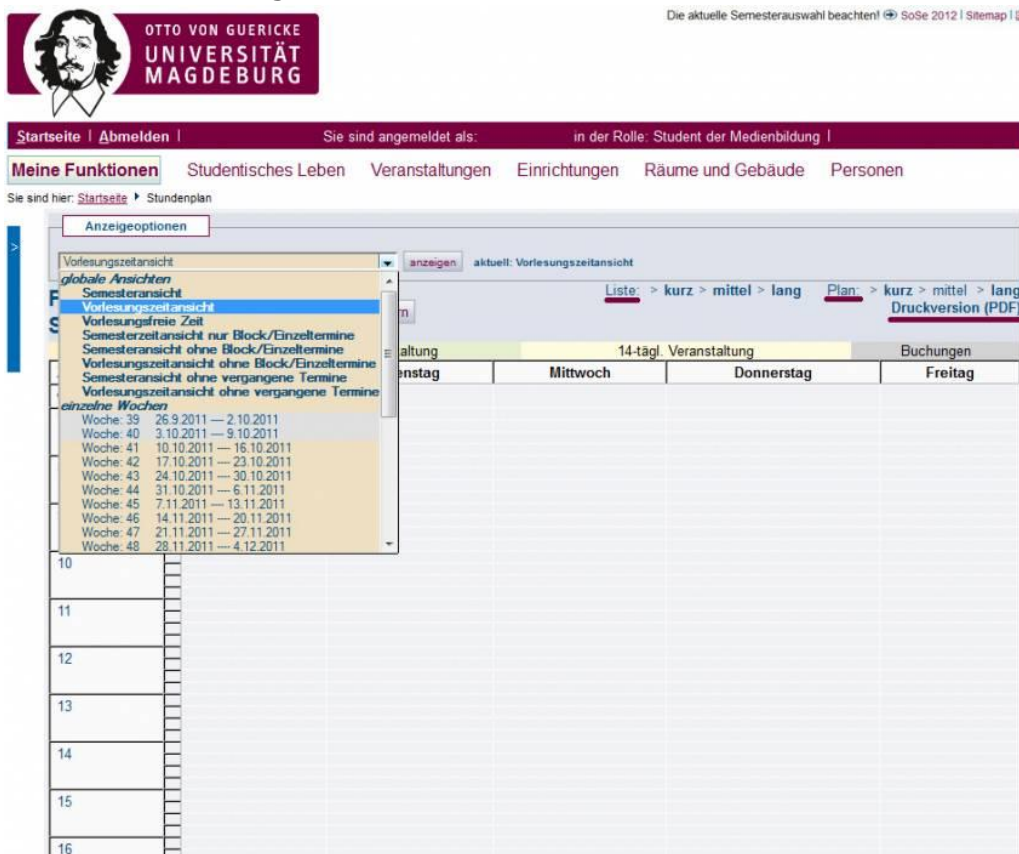 OTTO VON GUERICKE
UNIVERSITÄT
MAGDEBURG
Die aktuelle Semesterauswahl beachten! SoSe 2012 | Sitemap |
Startseite | Abmelden | Sie sind angemeldet als: in der Rolle: Student der Medienbildung |
Meine Funktionen Studentisches Leben Veranstaltungen Einrichtungen Räume und Gebäude Personen
Sie sind hier: Startseite Stundenplan
>
Anzeigeoptionen
Vorlesungszeitansicht anzeigen aktuell: Vorlesungszeitansicht
globale Ansichten
Semesteransicht
Vorlesungszeitansicht
Vorlesungsfreie Zeit
Semesterzeitansicht nur Block/Einzeltermine
Semesteransicht ohne Block/Einzeltermine
Vorlesungszeitansicht ohne Block/Einzeltermine
Semesteransicht ohne vergangene Termine
Vorlesungszeitansicht ohne vergangene Termine
einzelne Wochen
Woche: 39 26.9.2011 --- 2.10.2011
Woche: 40 3.10.2011 --- 9.10.2011
Woche: 41 10.10.2011 --- 16.10.2011
Woche: 42 17.10.2011 --- 23.10.2011
Woche: 43 24.10.2011 --- 30.10.2011
Woche: 44 31.10.2011 --- 6.11.2011
Woche: 45 7.11.2011 --- 13.11.2011
Woche: 46 14.11.2011 --- 20.11.2011
Woche: 47 21.11.2011 --- 27.11.2011
Woche: 48 28.11.2011 --- 4.12.2011
Liste: > kurz > mittel > lang Plan: > kurz > mittel > lang
Druckversion (PDF)
altung 14-tägl. Veranstaltung Buchungen
enstag Mittwoch Donnerstag Freitag
10
11
12
13
14
15
16